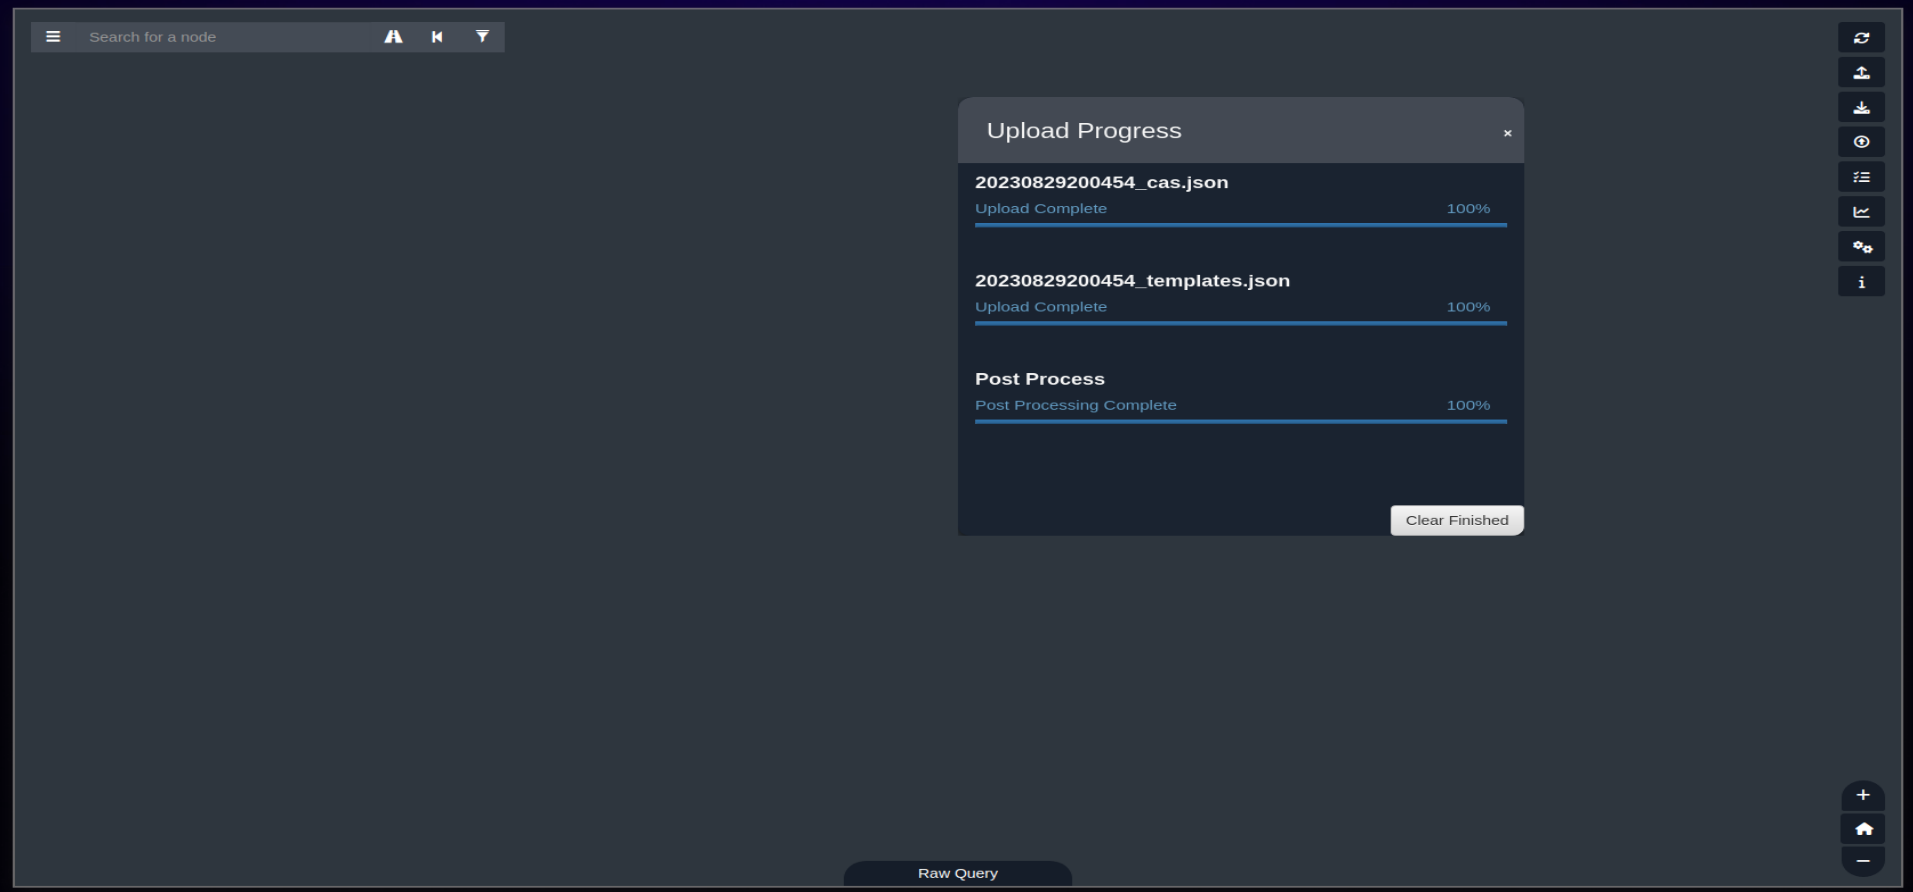 Search for a node
Upload Progress
×
20230829200454_cas.json
Upload Complete 100%
20230829200454_templates.json
Upload Complete 100%
Post Process
Post Processing Complete 100%
Clear Finished
Raw Query